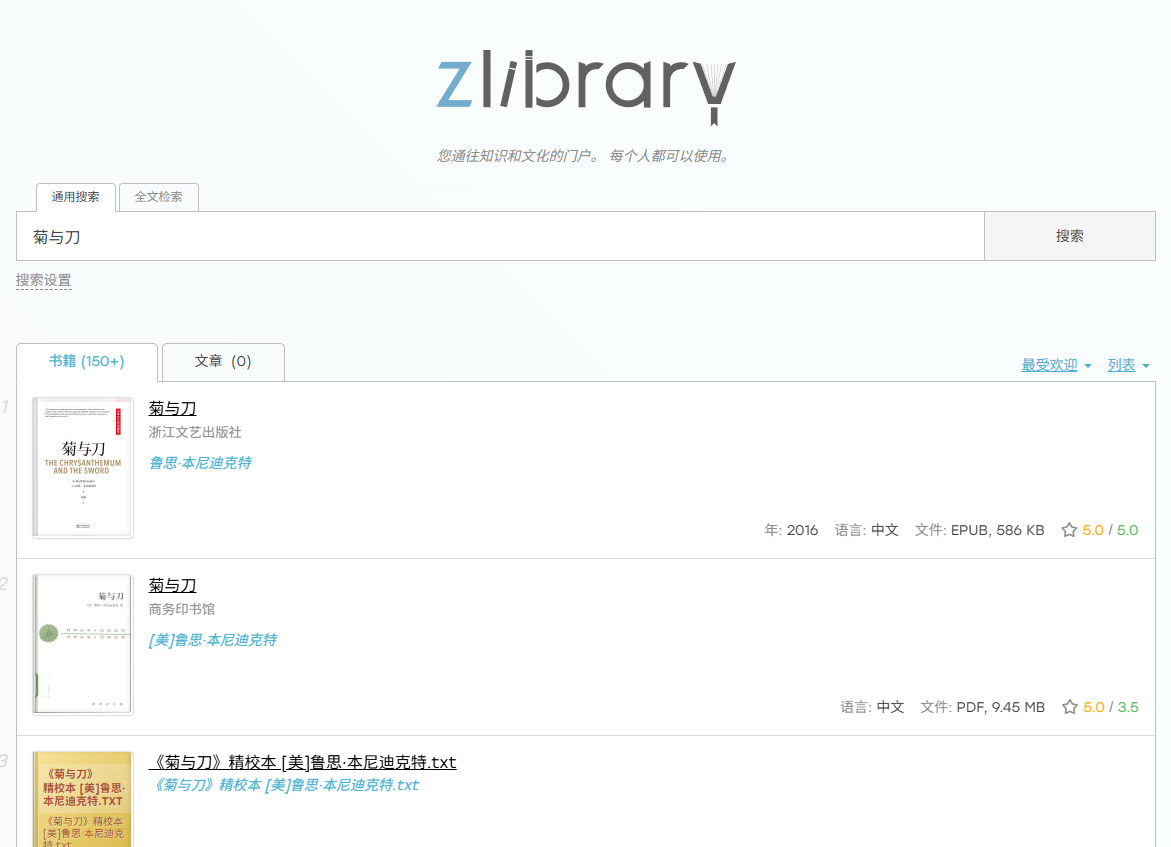 zlibrary
您通往知识和文化的门户。 每个人都可以使用。
通用搜索 全文检索
菊与刀 搜索
搜索设置
书籍 (150+) 文章 (0) 最受欢迎 列表
1
菊与刀
THE CHRYSANTHEMUM
AND THE SWORD
菊与刀
浙江文艺出版社
鲁思·本尼迪克特
年: 2016 语言: 中文 文件: EPUB, 586 KB 5.0 / 5.0
2
菊与刀
菊与刀
商务印书馆
[美]鲁思·本尼迪克特
语言: 中文 文件: PDF, 9.45 MB 5.0 / 3.5
3
《菊与刀》
精校本 [美]鲁思·
本尼迪克特.TXT
《菊与刀》精校本
[美]鲁思·本尼迪克
特.txt
《菊与刀》精校本 [美]鲁思·本尼迪克特.txt
《菊与刀》精校本 [美]鲁思·本尼迪克特.txt